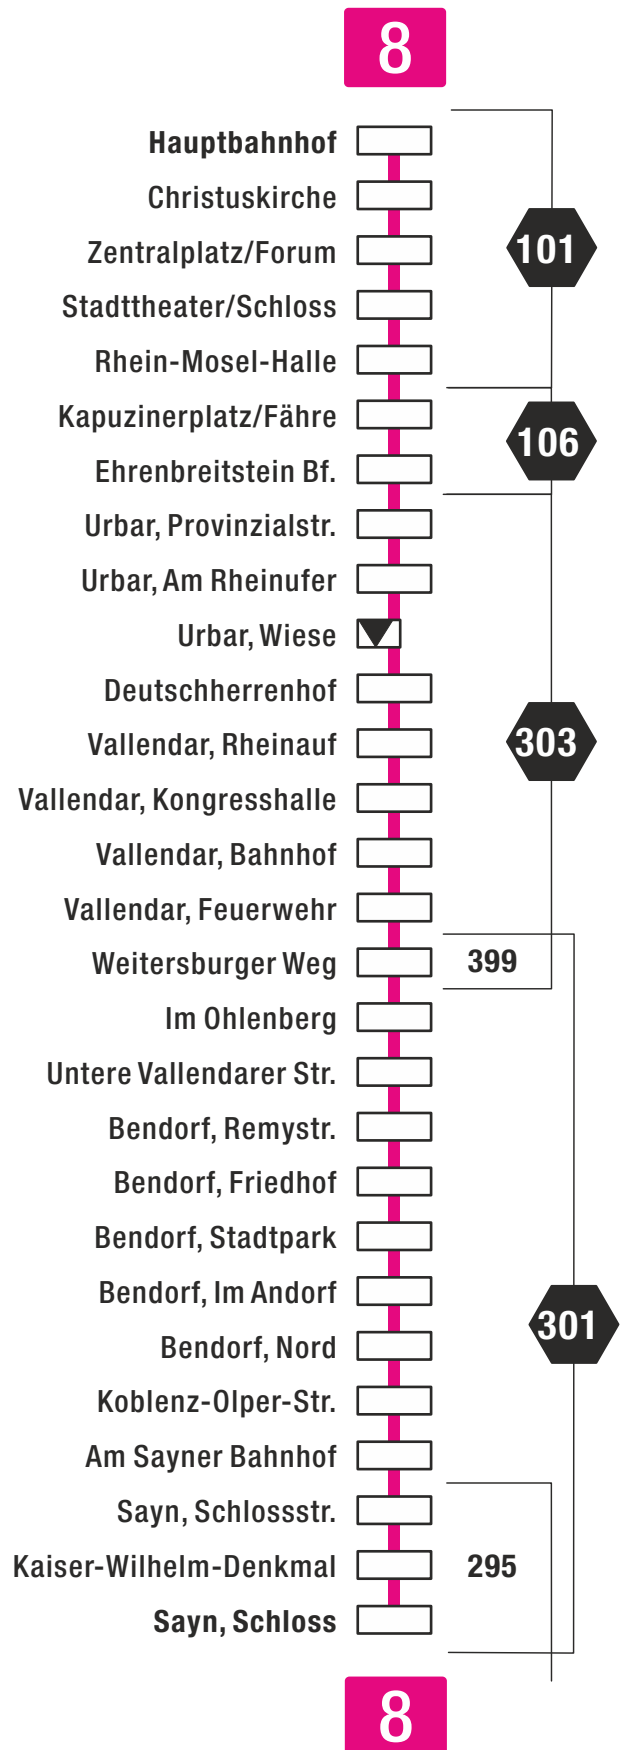 8
Hauptbahnhof
Christuskirche
Zentralplatz/Forum
101
Stadttheater/Schloss
Rhein-Mosel-Halle
Kapuzinerplatz/Fähre
106
Ehrenbreitstein Bf.
Urbar, Provinzialstr.
Urbar, Am Rheinufer
Urbar, Wiese
Deutschherrenhof
Vallendar, Rheinauf
303
Vallendar, Kongresshalle
Vallendar, Bahnhof
Vallendar, Feuerwehr
Weitersburger Weg
399
Im Ohlenberg
Untere Vallendarer Str.
Bendorf, Remystr.
Bendorf, Friedhof
Bendorf, Stadtpark
Bendorf, Im Andorf
301
Bendorf, Nord
Koblenz-Olper-Str.
Am Sayner Bahnhof
Sayn, Schlossstr.
Kaiser-Wilhelm-Denkmal
295
Sayn, Schloss
8